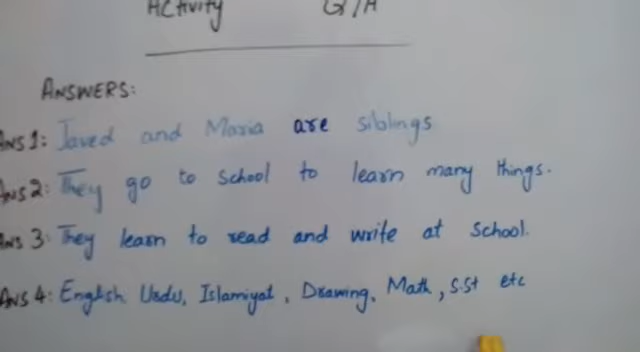 Activity Q/A
ANSWERS:
Ans 1: Javed and Maria are siblings
Ans 2: They go to school to learn many things.
Ans 3: They learn to read and write at school.
Ans 4: English Urdu, Islamiyat, Drawing, Math, S.St etc